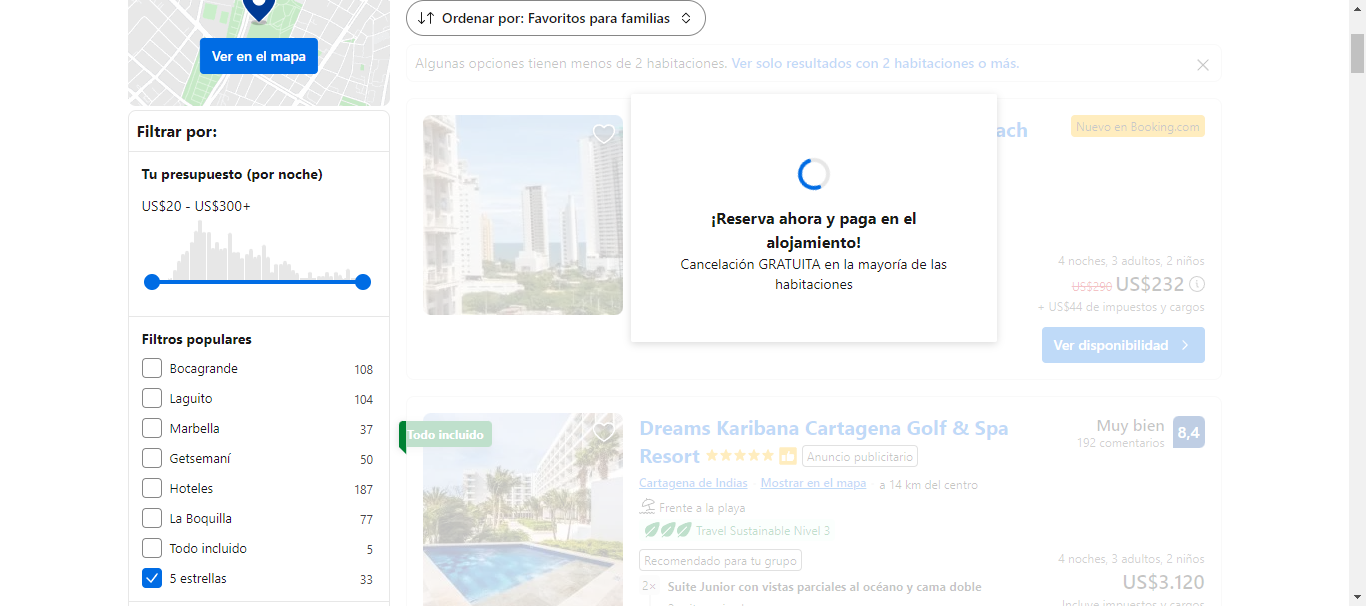 Ver en el mapa
Filtrar por:
Tu presupuesto (por noche)
US$20 - US$300+
Filtros populares
Bocagrande 108
Laguito 104
Marbella 37
Getsemaní 50
Hoteles 187
La Boquilla 77
Todo incluido 5
5 estrellas 33
Ordenar por: Favoritos para familias
Algunas opciones tienen menos de 2 habitaciones. Ver solo resultados con 2 habitaciones o más.
¡Reserva ahora y paga en el
alojamiento!
Cancelación GRATUITA en la mayoría de las
habitaciones
ach
Nuevo en Booking.com
4 noches, 3 adultos, 2 niños
US$290 US$232
+ US$44 de impuestos y cargos
Ver disponibilidad
Todo incluido
Dreams Karibana Cartagena Golf & Spa
Resort Anuncio publicitario
Muy bien 8,4
192 comentarios
Cartagena de Indias Mostrar en el mapa a 14 km del centro
Frente a la playa
Travel Sustainable Nivel 3
Recomendado para tu grupo
2× Suite Junior con vistas parciales al océano y cama doble
4 noches, 3 adultos, 2 niños
US$3.120
Incluye impuestos y cargos